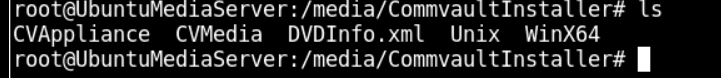 root@UbuntuMediaServer:/media/CommvaultInstaller# ls
CVAppliance  CVMedia  DVDInfo.xml  Unix  WinX64
root@UbuntuMediaServer:/media/CommvaultInstaller#